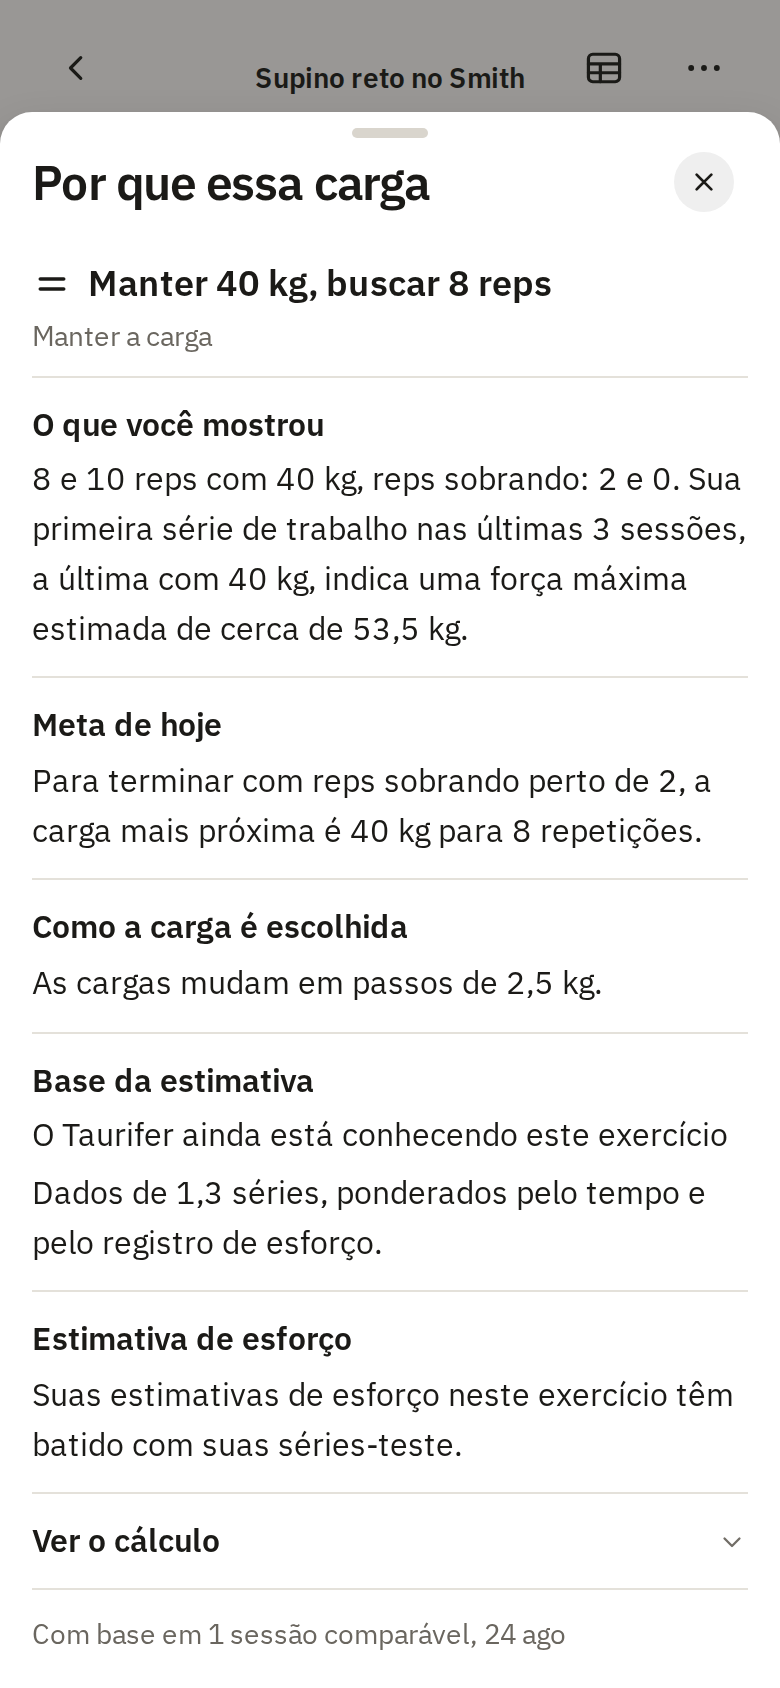 Supino reto no Smith
Por que essa carga
Manter 40 kg, buscar 8 reps
Manter a carga
O que você mostrou
8 e 10 reps com 40 kg, reps sobrando: 2 e 0. Sua
primeira série de trabalho nas últimas 3 sessões,
a última com 40 kg, indica uma força máxima
estimada de cerca de 53,5 kg.
Meta de hoje
Para terminar com reps sobrando perto de 2, a
carga mais próxima é 40 kg para 8 repetições.
Como a carga é escolhida
As cargas mudam em passos de 2,5 kg.
Base da estimativa
O Taurifer ainda está conhecendo este exercício
Dados de 1,3 séries, ponderados pelo tempo e
pelo registro de esforço.
Estimativa de esforço
Suas estimativas de esforço neste exercício têm
batido com suas séries-teste.
Ver o cálculo
Com base em 1 sessão comparável, 24 ago